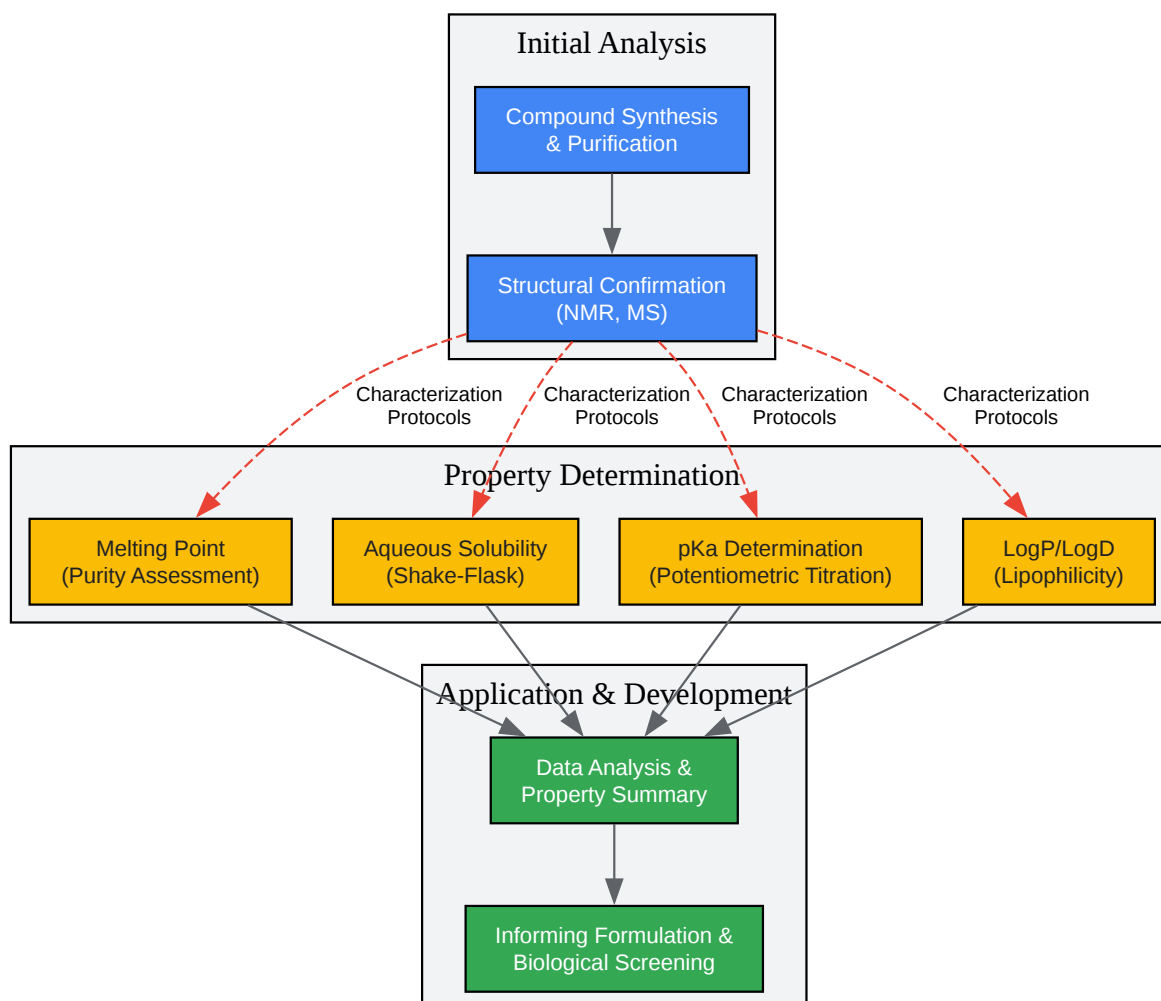 Initial Analysis
Compound Synthesis
& Purification
Structural Confirmation
(NMR, MS)
Characterization
Protocols
Characterization
Protocols
Characterization
Protocols
Characterization
Protocols
Property Determination
Melting Point
(Purity Assessment)
Aqueous Solubility
(Shake-Flask)
pKa Determination
(Potentiometric Titration)
LogP/LogD
(Lipophilicity)
Application & Development
Data Analysis &
Property Summary
Informing Formulation &
Biological Screening